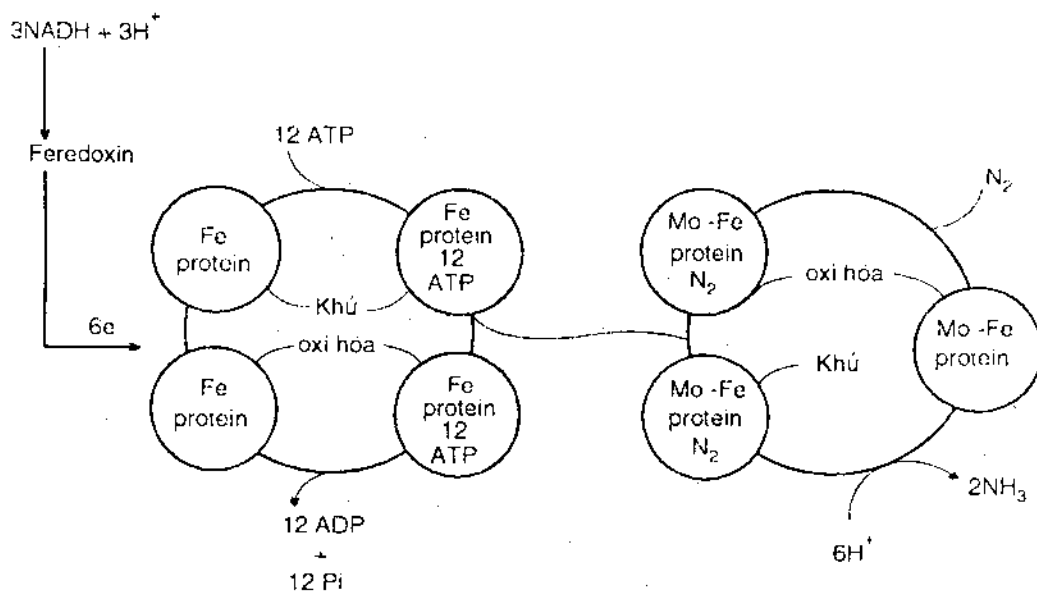 3NADH + 3H⁺
Feredoxin
6e
12 ATP
Fe
protein
Fe
protein
12
ATP
Khử
oxi hóa
Fe
protein
Fe
protein
12
ATP
12 ADP
+
12 Pi
N₂
Mo -Fe
protein
N₂
oxi hóa
Mo -Fe
protein
Khử
Mo -Fe
protein
N₂
2NH₃
6H⁺